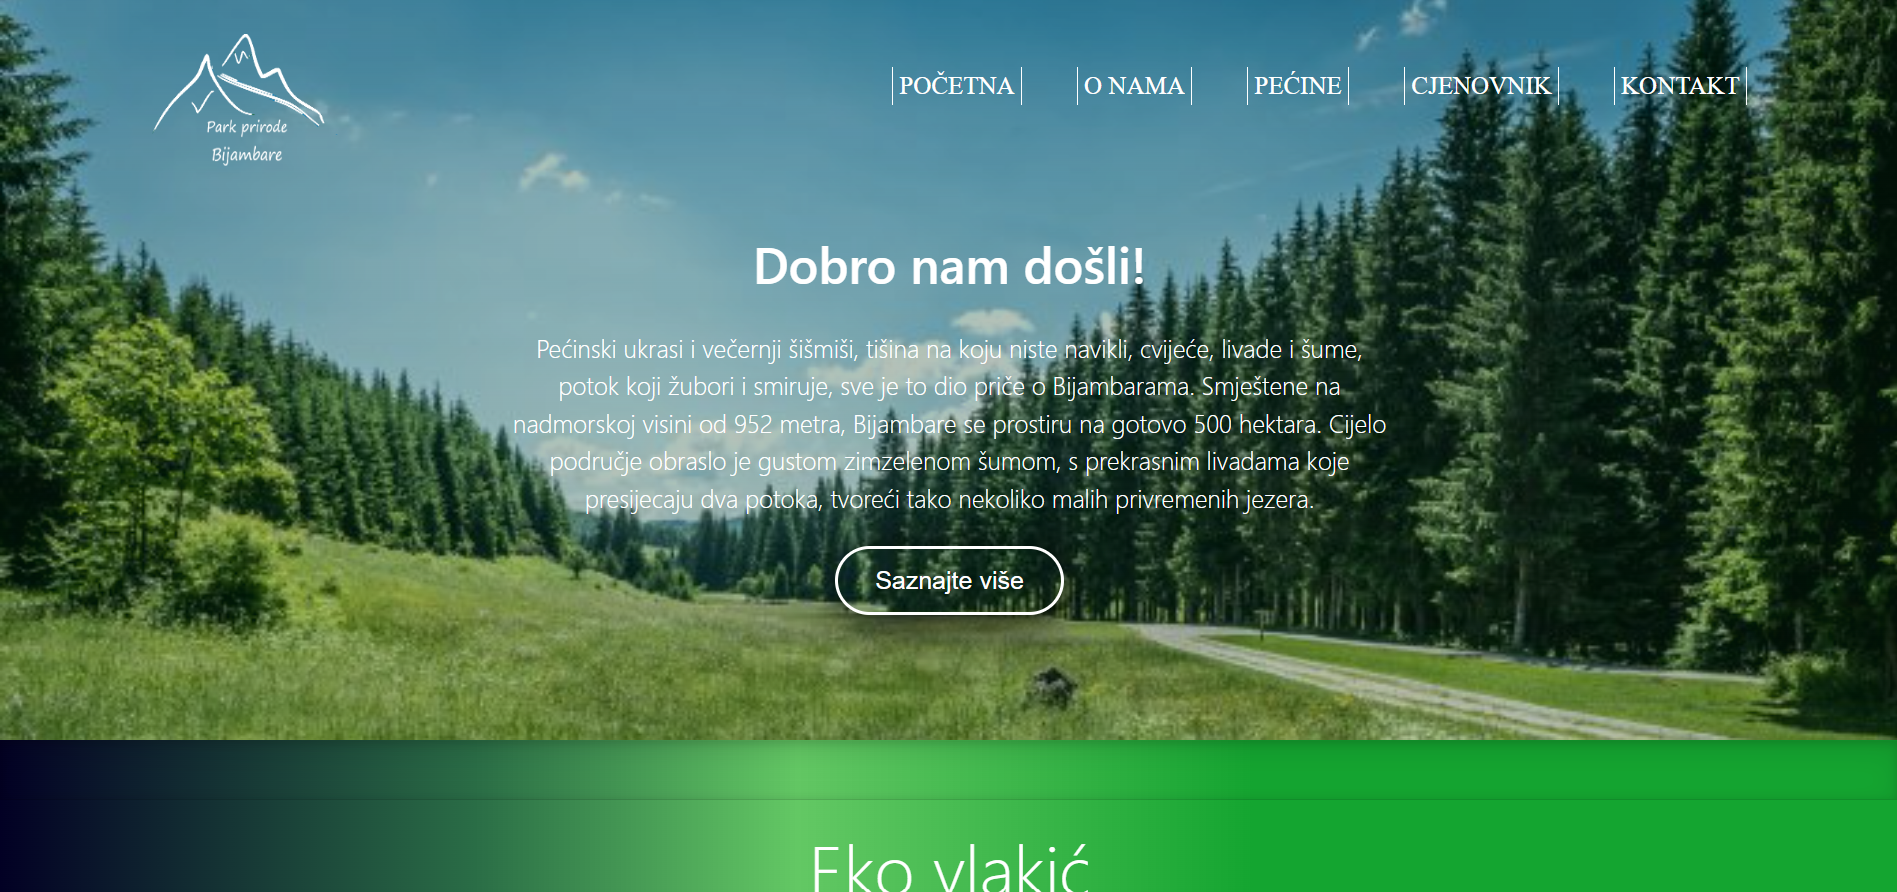 Park prirode
Bijambare
POČETNA
O NAMA
PEĆINE
CJENOVNIK
KONTAKT
Dobro nam došli!
Pećinski ukrasi i večernji šišmiši, tišina na koju niste navikli, cvijeće, livade i šume,
potok koji žubori i smiruje, sve je to dio priče o Bijambarama. Smještene na
nadmorskoj visini od 952 metra, Bijambare se prostiru na gotovo 500 hektara. Cijelo
područje obraslo je gustom zimzelenom šumom, s prekrasnim livadama koje
presijecaju dva potoka, tvoreći tako nekoliko malih privremenih jezera.
Saznajte više
Eko vlakić